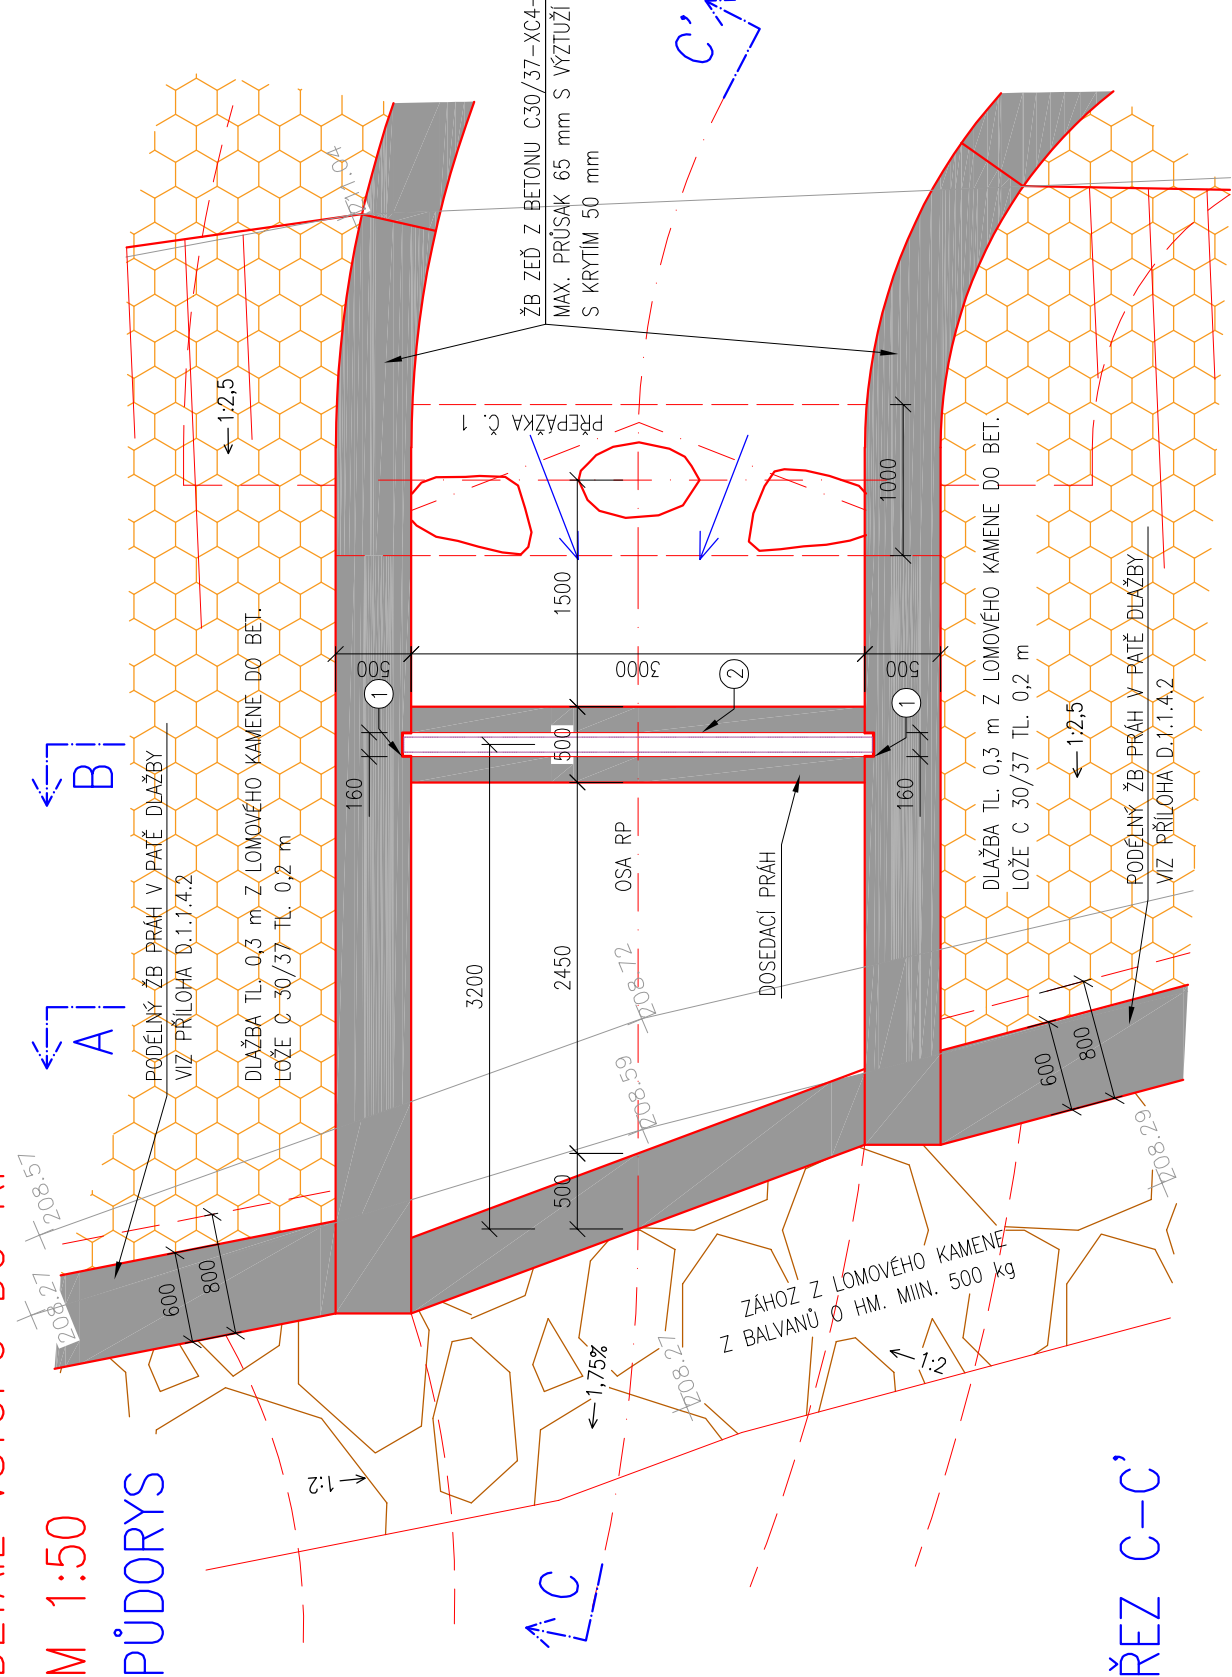 M 1:50
PŮDORYS
208.57
208.27
PODÉLNÝ ŽB PRÁH V PATĚ DLAŽBY
VIZ PŘÍLOHA D.1.1.4.2
DLAŽBA TL. 0,3 m Z LOMOVÉHO KAMENE DO BET.
LOŽE C 30/37 TL. 0,2 m
A
B
1:2,5
600
800
160
1
500
3000
500
ŽB ZEĎ Z BETONU C30/37-XC4-
MAX. PRŮSAK 65 mm S VÝZTUŽÍ
S KRYTÍM 50 mm
PŘEPÁŽKA Č. 1
3200
500
2450
500
1500
1000
OSA RP
208.72
208.59
2
DOSEDACÍ PRÁH
160
1
DLAŽBA TL. 0,3 m Z LOMOVÉHO KAMENE DO BET.
LOŽE C 30/37 TL. 0,2 m
1:2,5
PODÉLNÝ ŽB PRÁH V PATĚ DLAŽBY
VIZ PŘÍLOHA D.1.1.4.2
600
800
208.29
ZÁHOZ Z LOMOVÉHO KAMENE
Z BALVANŮ O HM. MIIN. 500 kg
1:2
1,75%
208.27
1:2
C
C'
ŘEZ C-C'